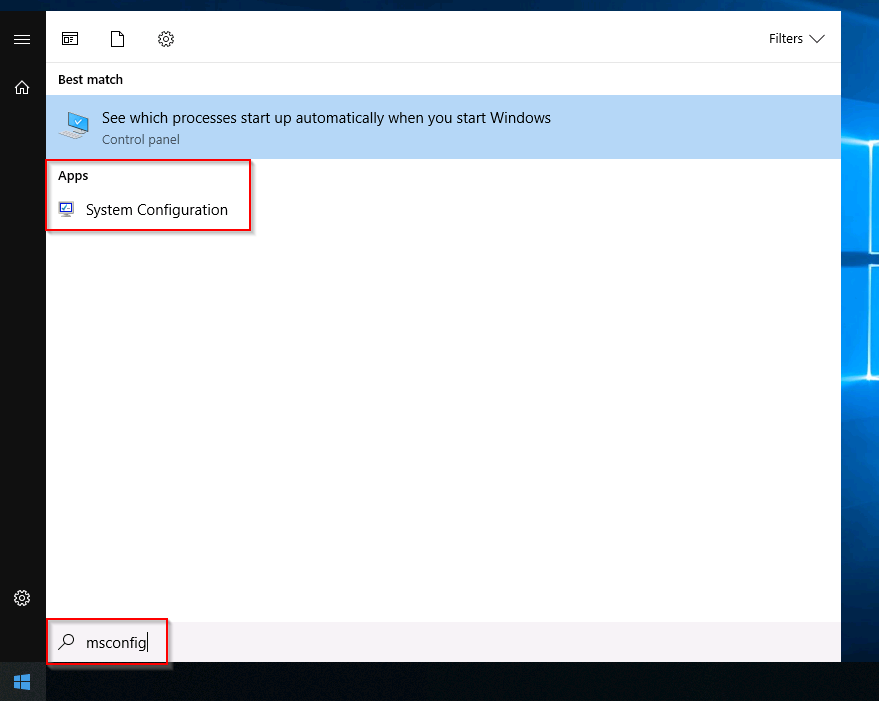 Filters
Best match
See which processes start up automatically when you start Windows
Control panel
Apps
System Configuration
msconfig